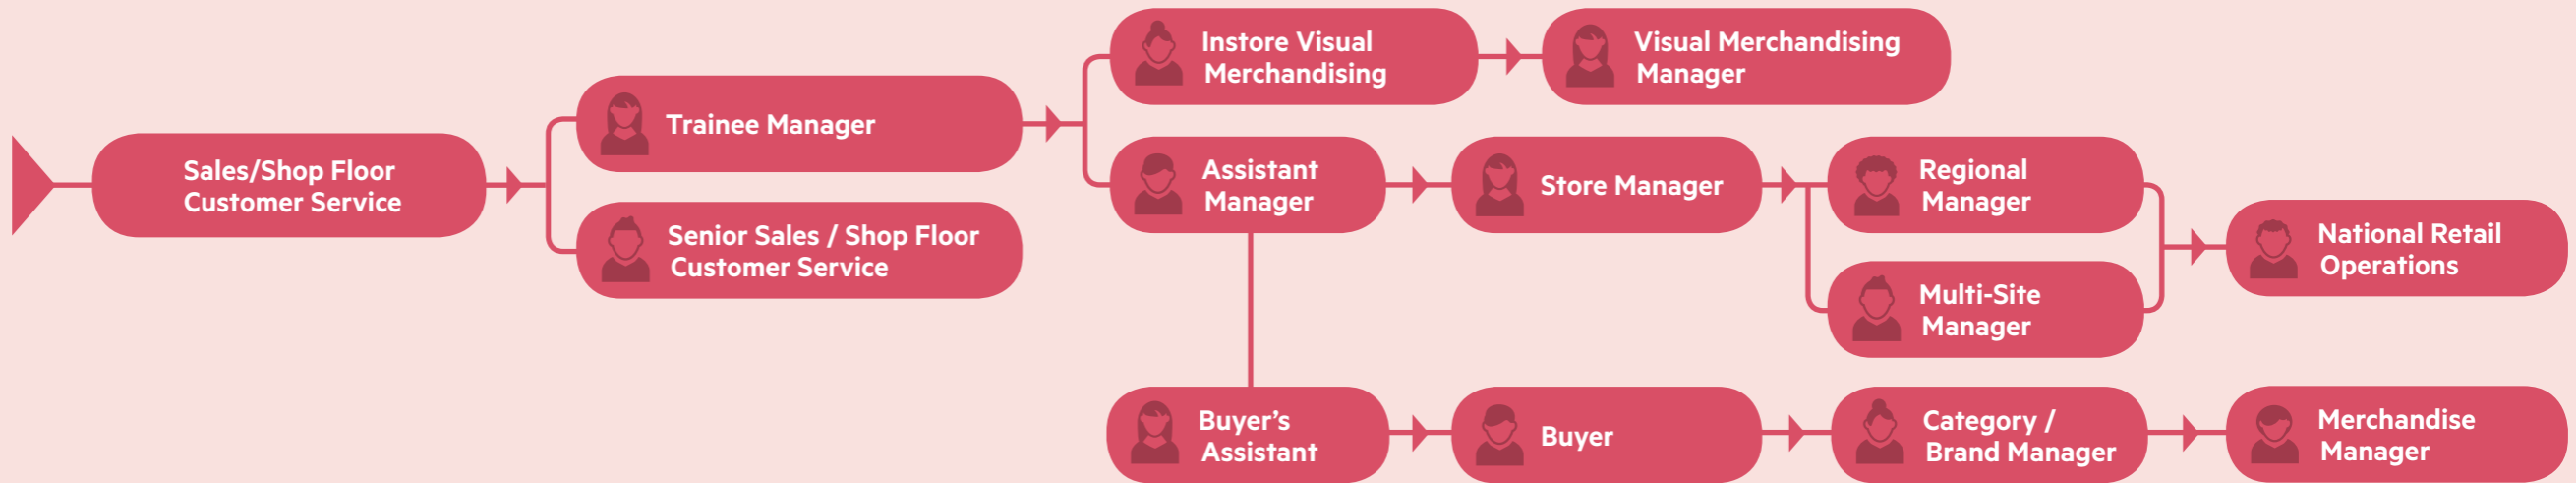 Sales/Shop Floor
Customer Service
Trainee Manager
Senior Sales / Shop Floor
Customer Service
Instore Visual
Merchandising
Visual Merchandising
Manager
Assistant
Manager
Store Manager
Regional
Manager
Multi-Site
Manager
National Retail
Operations
Buyer’s
Assistant
Buyer
Category /
Brand Manager
Merchandise
Manager